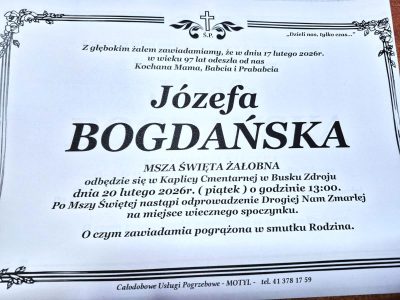 Ś.P.
„Dzieli nas, tylko czas..."
Z głębokim żalem zawiadamiamy, że w dniu 17 lutego 2026r.
w wieku 97 lat odeszła od nas
Kochana Mama, Babcia i Prababcia
Józefa
BOGDAŃSKA
MSZA ŚWIĘTA ŻAŁOBNA
odbędzie się w Kaplicy Cmentarnej w Busku Zdroju
dnia 20 lutego 2026r. ( piątek ) o godzinie 13:00.
Po Mszy Świętej nastąpi odprowadzenie Drogiej Nam Zmarłej
na miejsce wiecznego spoczynku.
O czym zawiadamia pogrążona w smutku Rodzina.
Całodobowe Usługi Pogrzebowe - MOTYL - tel. 41 378 17 59